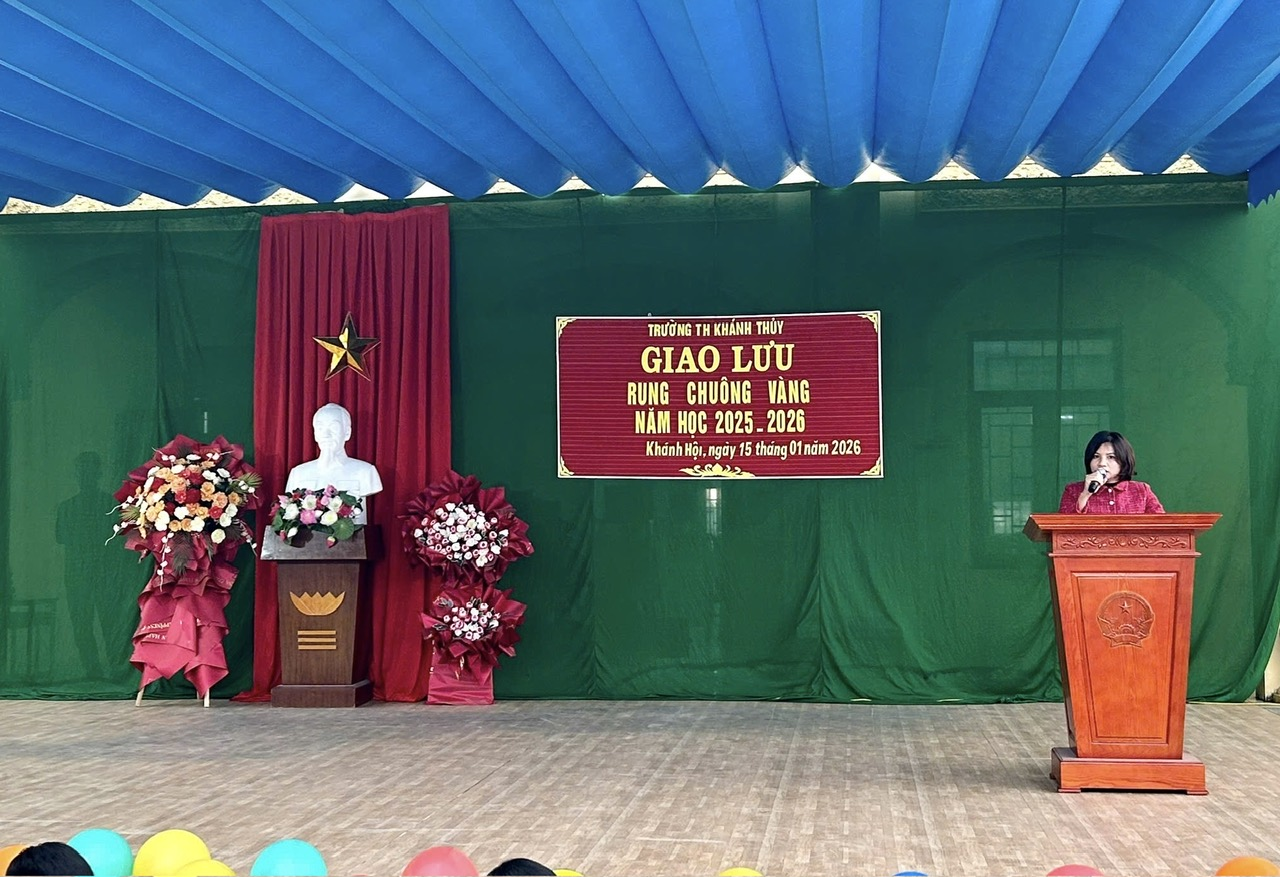 TRƯỜNG TH KHÁNH THỦY
GIAO LƯU
RUNG CHUÔNG VÀNG
NĂM HỌC 2025-2026
Khánh Hội, ngày 15 tháng 01 năm 2026